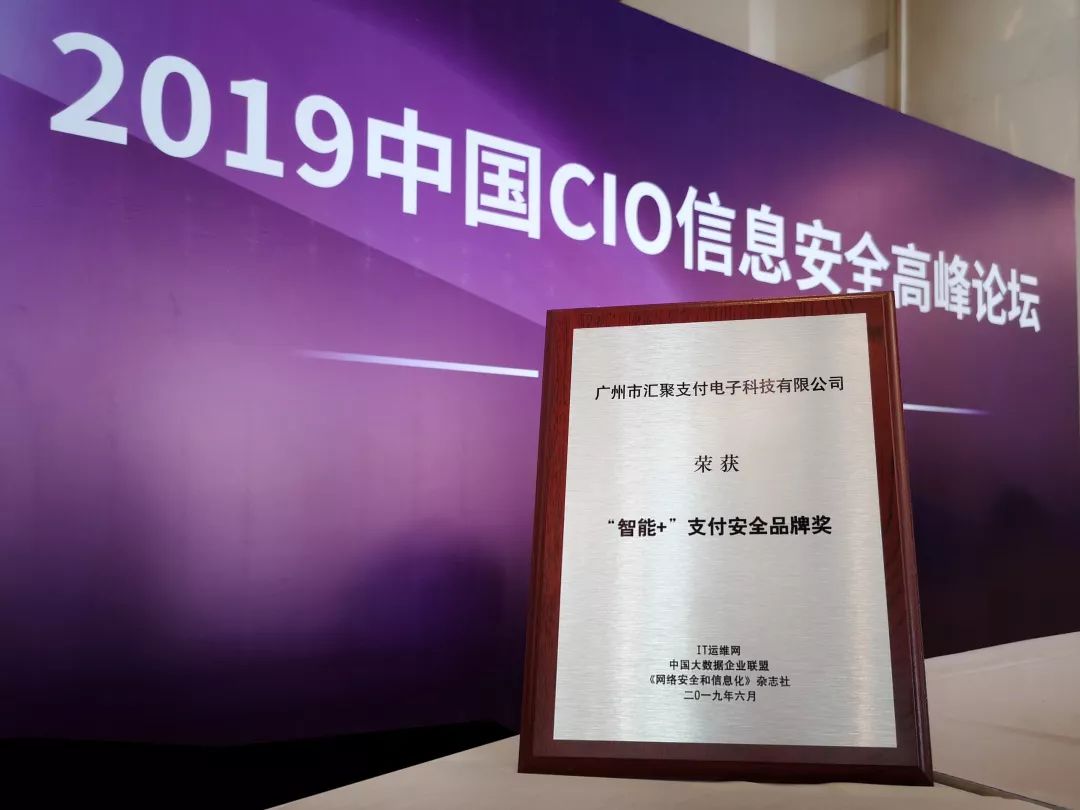 2019中国CIO信息安全高峰论坛
广州市汇聚支付电子科技有限公司
荣获
“智能+”支付安全品牌奖
IT运维网
中国大数据企业联盟
《网络安全和信息化》杂志社
二0一九年六月